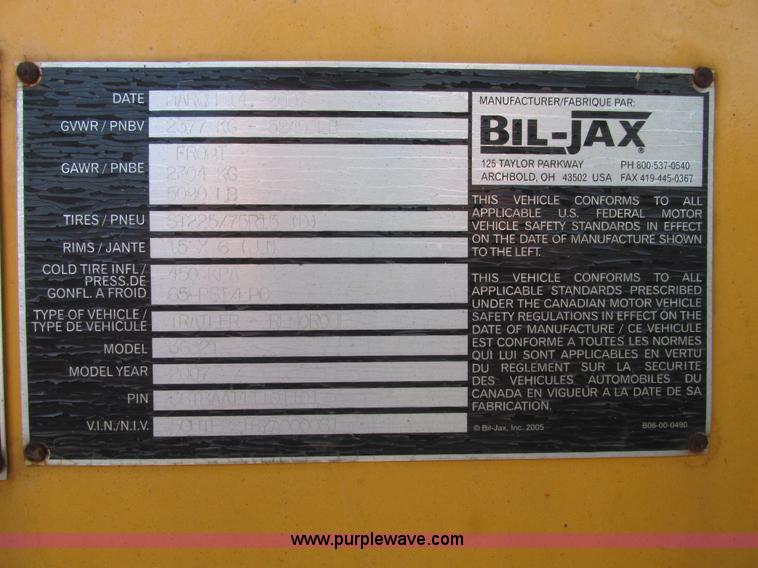 DATE
GVWR / PNBV 2377 KG -
GAWR / PNBE FRONT
2304 KG
LB
TIRES / PNEU ST225/75R15 (D)
RIMS / JANTE 15 X 6
COLD TIRE INFL / PRESS.DE GONFL. A FROID 450 KPA
65 PSI
TYPE OF VEHICLE / TYPE DE VEHICULE TRAILER -
MODEL
MODEL YEAR 2007
PIN
V.I.N./N.I.V.
MANUFACTURER/FABRIQUE PAR:
BIL-JAX®
125 TAYLOR PARKWAY PH 800-537-0540
ARCHBOLD, OH 43502 USA FAX 419-445-0367
THIS VEHICLE CONFORMS TO ALL
APPLICABLE U.S. FEDERAL MOTOR
VEHICLE SAFETY STANDARDS IN EFFECT
ON THE DATE OF MANUFACTURE SHOWN
TO THE LEFT.
THIS VEHICLE CONFORMS TO ALL
APPLICABLE STANDARDS PRESCRIBED
UNDER THE CANADIAN MOTOR VEHICLE
SAFETY REGULATIONS IN EFFECT ON THE
DATE OF MANUFACTURE / CE VEHICULE
EST CONFORME A TOUTES LES NORMES
QUI LUI SONT APPLICABLES EN VERTU
DU REGLEMENT SUR LA SECURITE
DES VEHICULES AUTOMOBILES DU
CANADA EN VIGUEUR A LA DATE DE SA
FABRICATION.
© Bil-Jax, Inc. 2005 B06-00-0490
www.purplewave.com